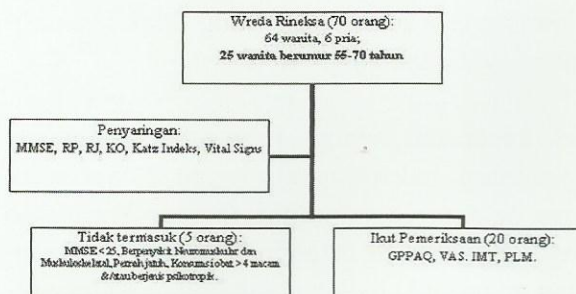 Wreda Rineksa (70 orang):
64 wanita, 6 pria;
25 wanita berumur 55-70 tahun
Penyaringan:
MMSE, RP, RJ, KO, Katz Indeks, Vital Signs
Tidak termasuk (5 orang):
MMSE < 25, Berpenyakit Neuromuskular dan
Muskuloskeletal, Pernah jatuh, Konsumsi obat > 4 macam
&/atau berjenis psikotropik.
Ikut Pemeriksaan (20 orang):
GPPAQ, VAS. IMT, PLM.